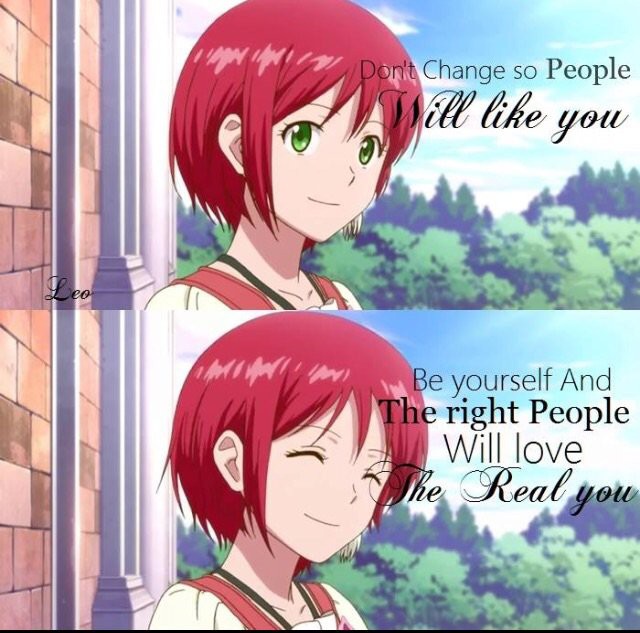 Don't Change so People
Will like you
Leo
Be yourself And
The right People
Will love
The Real you